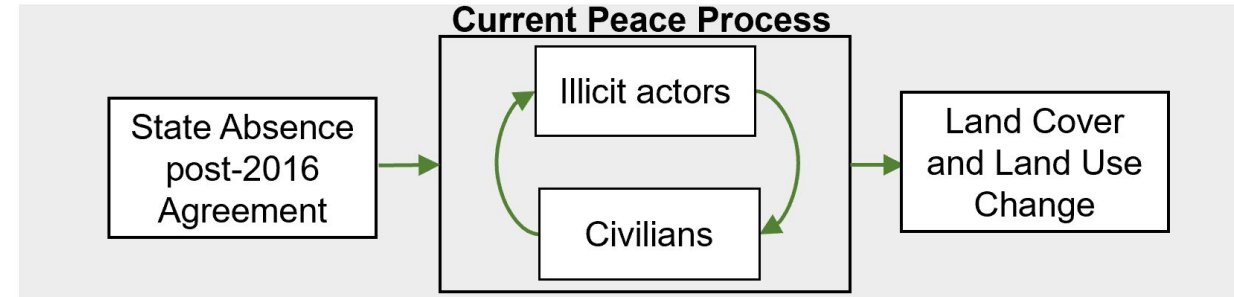 Current Peace Process
State Absence
post-2016
Agreement
Illicit actors
Civilians
Land Cover
and Land Use
Change